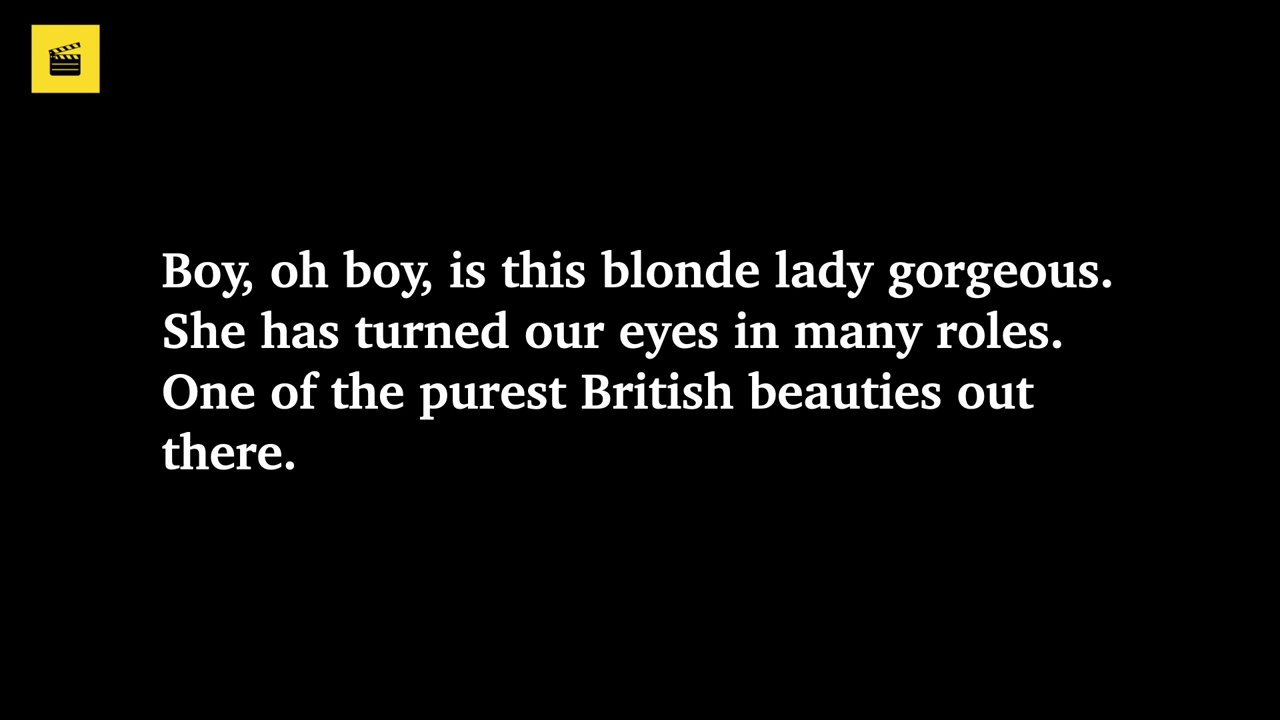 Boy, oh boy, is this blonde lady gorgeous.
She has turned our eyes in many roles.
One of the purest British beauties out
there.